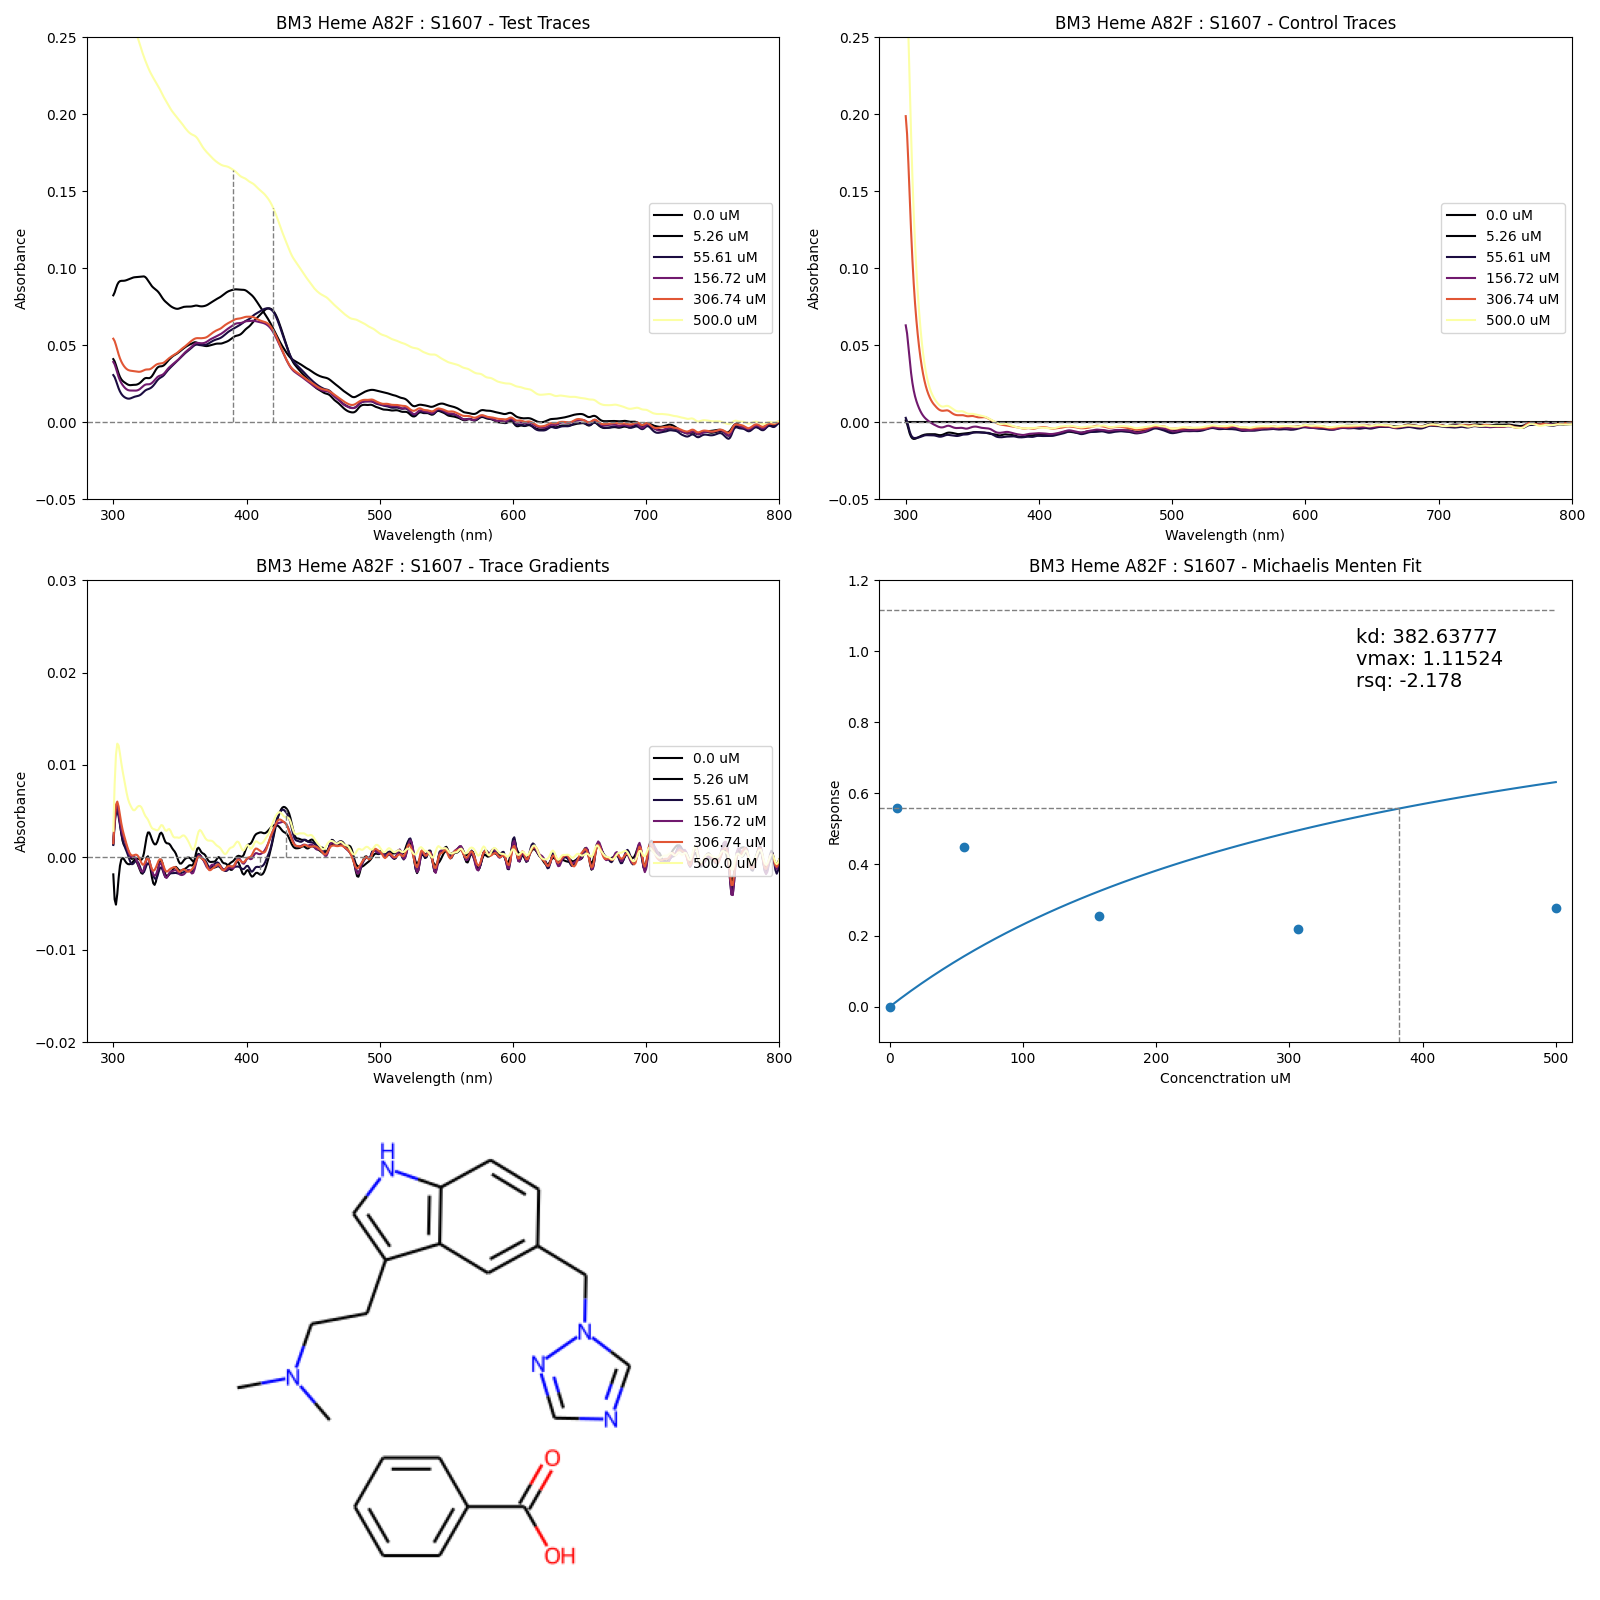 BM3 Heme A82F : S1607 - Test Traces
Absorbance
0.25
0.20
0.15
0.10
0.05
0.00
−0.05
300 400 500 600 700 800
Wavelength (nm)
0.0 uM
5.26 uM
55.61 uM
156.72 uM
306.74 uM
500.0 uM
BM3 Heme A82F : S1607 - Control Traces
Absorbance
0.25
0.20
0.15
0.10
0.05
0.00
−0.05
300 400 500 600 700 800
Wavelength (nm)
0.0 uM
5.26 uM
55.61 uM
156.72 uM
306.74 uM
500.0 uM
BM3 Heme A82F : S1607 - Trace Gradients
Absorbance
0.03
0.02
0.01
0.00
−0.01
−0.02
300 400 500 600 700 800
Wavelength (nm)
0.0 uM
5.26 uM
55.61 uM
156.72 uM
306.74 uM
500.0 uM
BM3 Heme A82F : S1607 - Michaelis Menten Fit
Response
1.2
1.0
0.8
0.6
0.4
0.2
0.0
0 100 200 300 400 500
Concenctration uM
kd: 382.63777
vmax: 1.11524
rsq: -2.178
H
N
N
N
N
N
O
OH